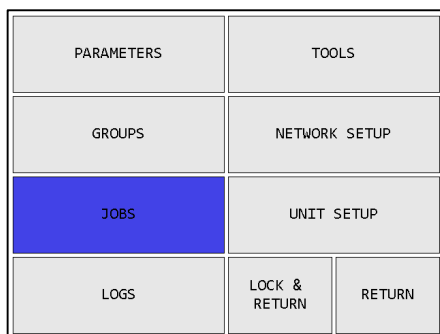 PARAMETERS
TOOLS
GROUPS
NETWORK SETUP
JOBS
UNIT SETUP
LOGS
LOCK &
RETURN
RETURN